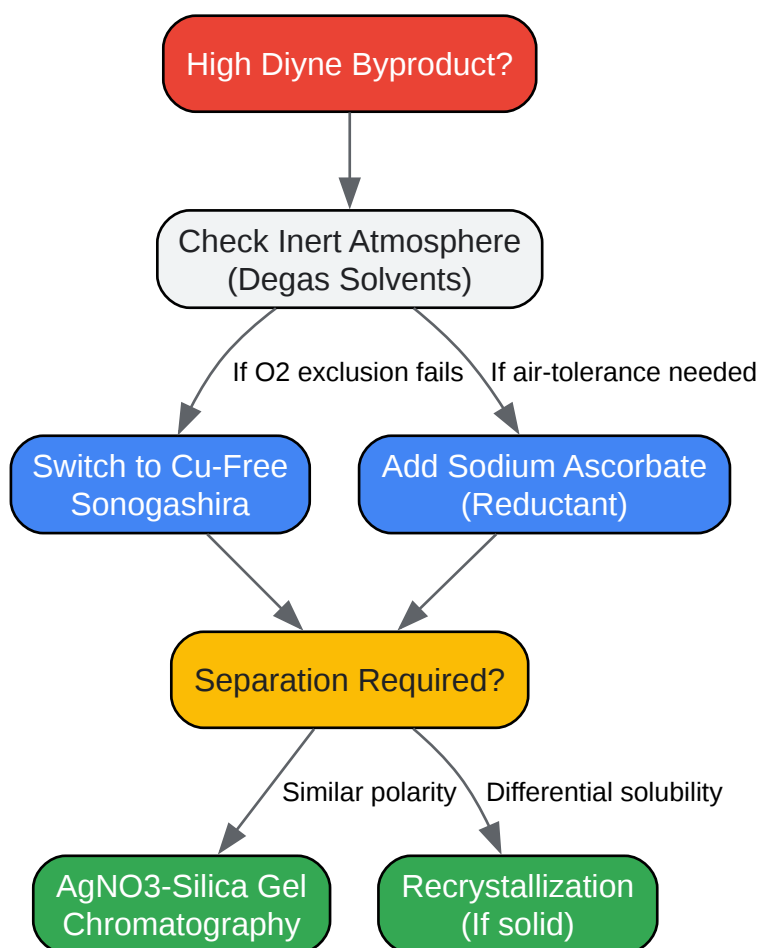 High Diyne Byproduct?
Check Inert Atmosphere
(Degas Solvents)
If O2 exclusion fails
If air-tolerance needed
Switch to Cu-Free
Sonogashira
Add Sodium Ascorbate
(Reductant)
Separation Required?
Similar polarity
Differential solubility
AgNO3-Silica Gel
Chromatography
Recrystallization
(If solid)